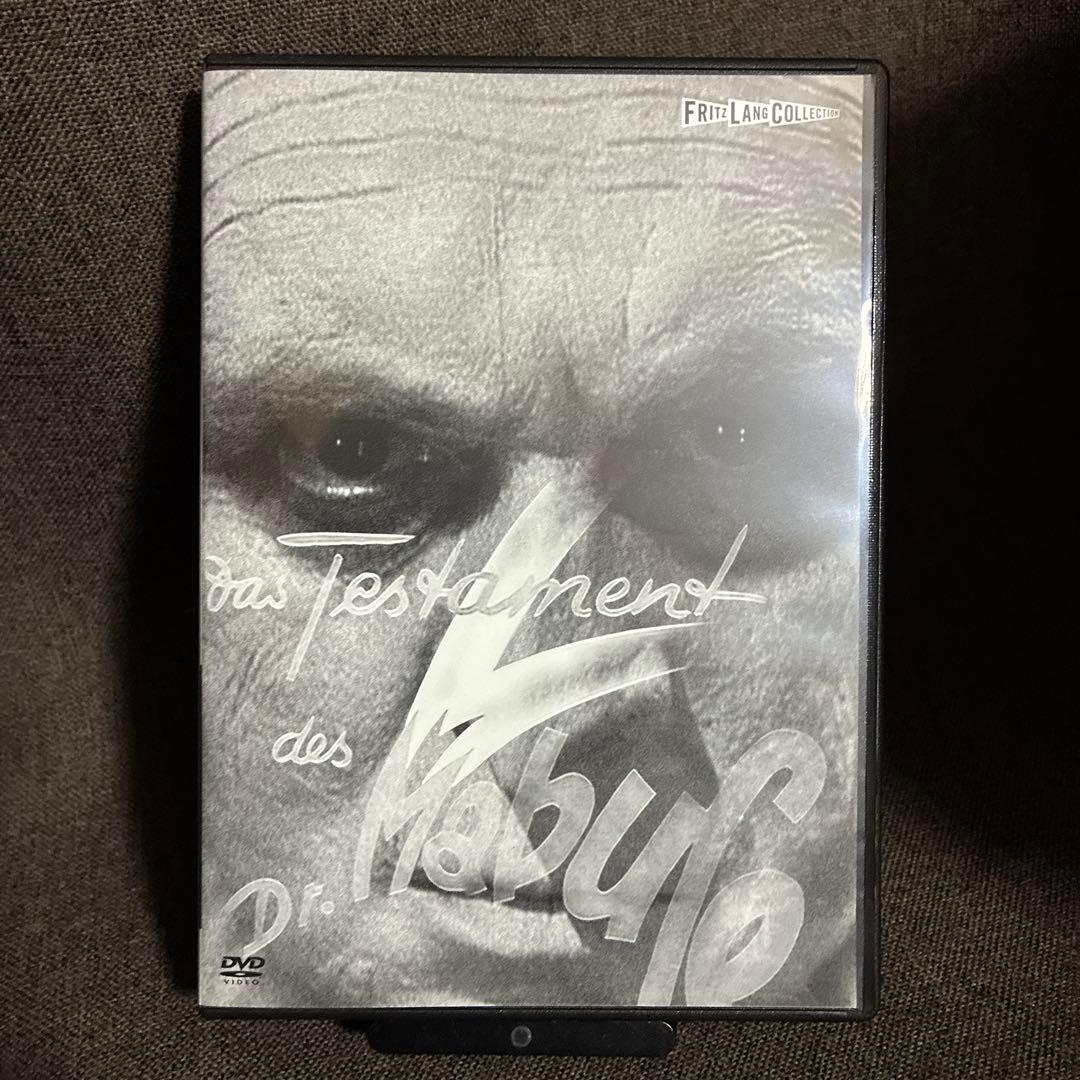 FRITZ LANG COLLECTION
Das Testament
des
Dr. Mabuse
DVD
VIDEO